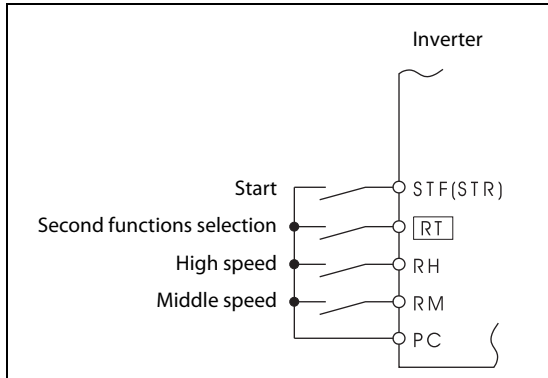 Inverter
Start STF(STR)
Second functions selection RT
High speed RH
Middle speed RM
PC